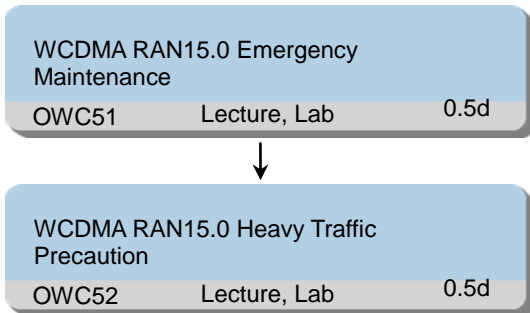 WCDMA RAN15.0 Emergency
Maintenance
OWC51 Lecture, Lab 0.5d
WCDMA RAN15.0 Heavy Traffic
Precaution
OWC52 Lecture, Lab 0.5d